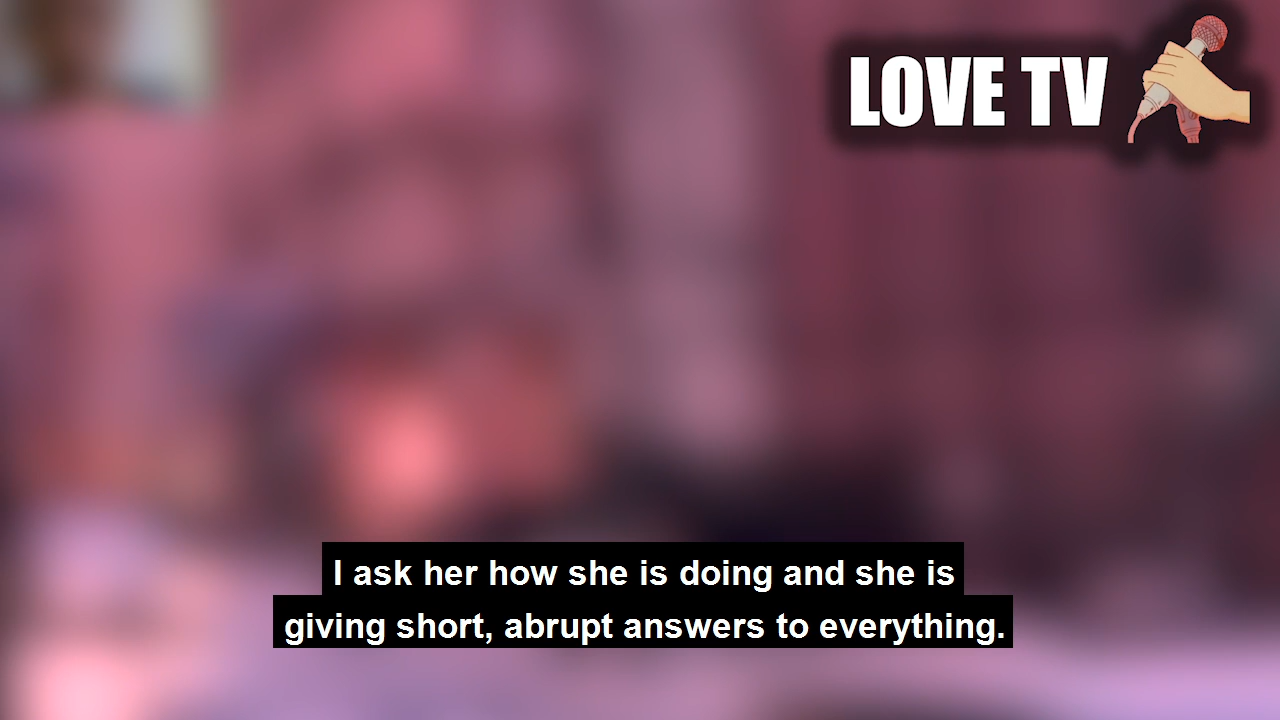 LOVE TV
I ask her how she is doing and she is
giving short, abrupt answers to everything.